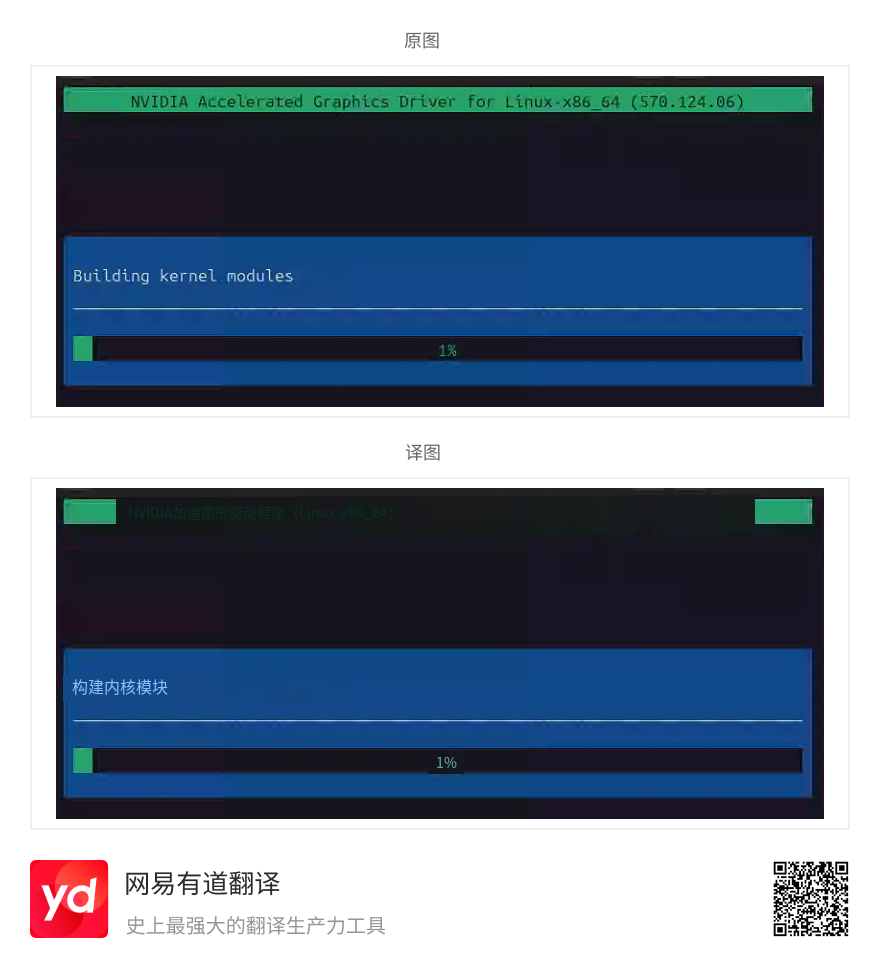 原图
NVIDIA Accelerated Graphics Driver for Linux-x86_64 (570.124.06)
Building kernel modules
1%
译图
NVIDIA加速图形驱动程序（Linux-x86_64）
构建内核模块
1%
yd
网易有道翻译
史上最强大的翻译生产力工具